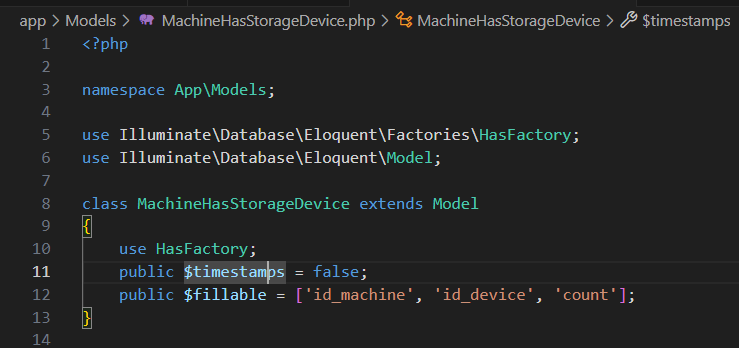 app > Models > MachineHasStorageDevice.php > MachineHasStorageDevice > $timestamps
1 <?php
2
3 namespace App\Models;
4
5 use Illuminate\Database\Eloquent\Factories\HasFactory;
6 use Illuminate\Database\Eloquent\Model;
7
8 class MachineHasStorageDevice extends Model
9 {
10     use HasFactory;
11     public $timestamps = false;
12     public $fillable = ['id_machine', 'id_device', 'count'];
13 }
14